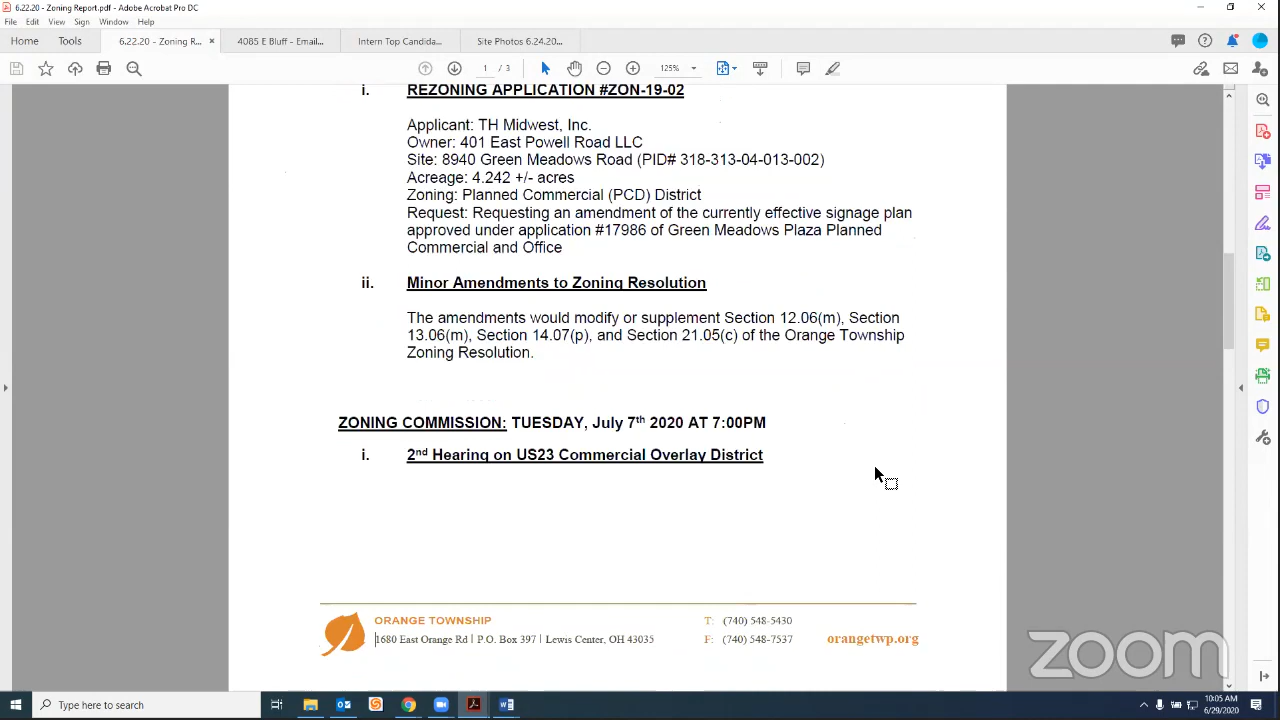 6.22.20 - Zoning Report.pdf - Adobe Acrobat Pro DC
File Edit View Sign Window Help
Home Tools 6.22.20 - Zoning R... × 4085 E Bluff - Email... Intern Top Candida... Site Photos 6.24.20...
1 / 3 125%
i. REZONING APPLICATION #ZON-19-02
Applicant: TH Midwest, Inc.
Owner: 401 East Powell Road LLC
Site: 8940 Green Meadows Road (PID# 318-313-04-013-002)
Acreage: 4.242 +/- acres
Zoning: Planned Commercial (PCD) District
Request: Requesting an amendment of the currently effective signage plan
approved under application #17986 of Green Meadows Plaza Planned
Commercial and Office
ii. Minor Amendments to Zoning Resolution
The amendments would modify or supplement Section 12.06(m), Section
13.06(m), Section 14.07(p), and Section 21.05(c) of the Orange Township
Zoning Resolution.
ZONING COMMISSION: TUESDAY, July 7th 2020 AT 7:00PM
i. 2nd Hearing on US23 Commercial Overlay District
ORANGE TOWNSHIP T: (740) 548-5430
1680 East Orange Rd | P.O. Box 397 | Lewis Center, OH 43035 F: (740) 548-7537 orangetwp.org
zoom
Type here to search
10:05 AM
6/29/2020